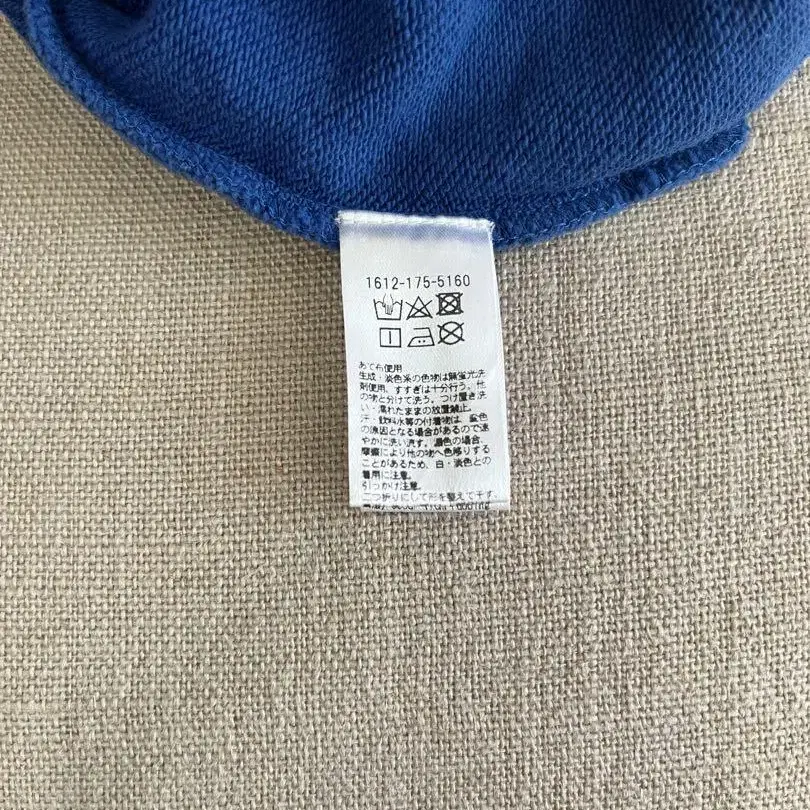 1612-175-5160
あて布使用
生成・淡色系の色物は無蛍光洗
剤使用、すすぎは十分行う。他
の物と分けて洗う。つけ置き洗
い・濡れたままの放置厳止。
汗・飲料水等の付着物は、変色
の原因となる場合があるので速
やかに洗い流す。濃色の場合、
摩擦により他の物へ色移りする
ことがあるため、白・淡色との
着用に注意。
引っかけ注意。
二つ折りにして形を整えて干す。